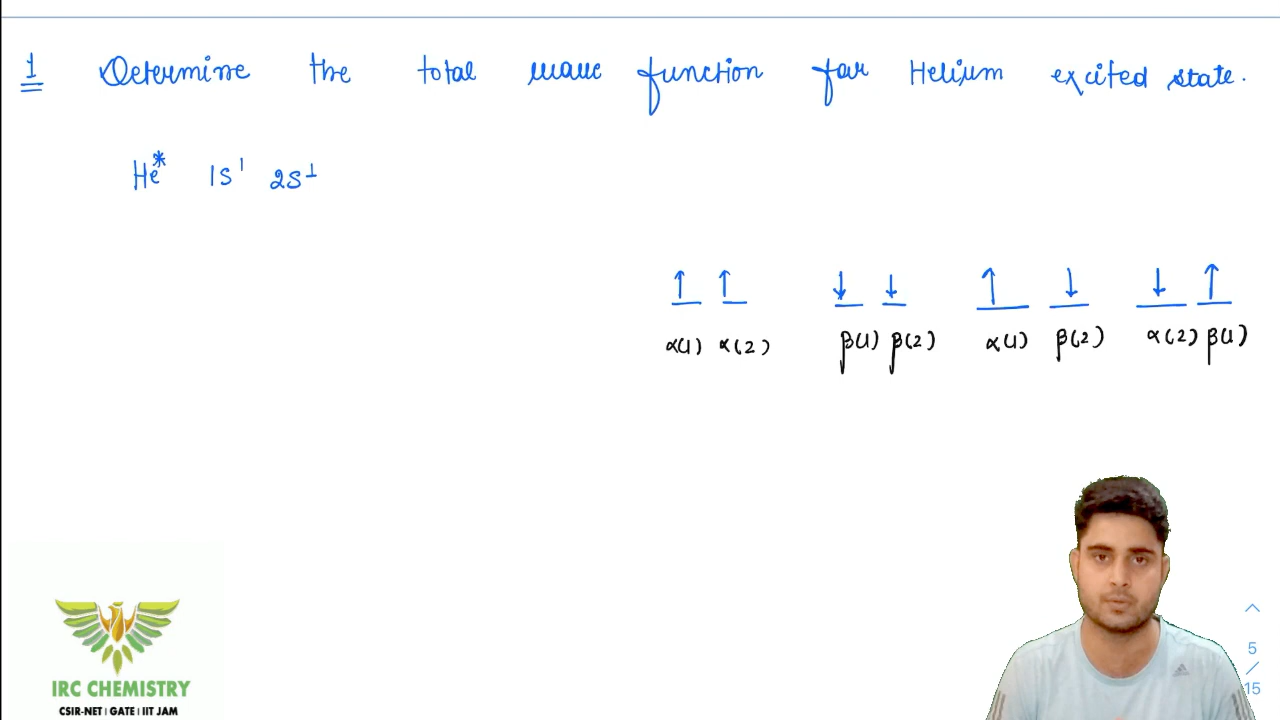 1 Determine the total wave function for Helium excited state.
He* 1S¹ 2S¹
↑ ↑ ↓ ↓ ↑ ↓ ↓ ↑
α(1) α(2) β(1) β(2) α(1) β(2) α(2) β(1)
5
/
15
IRC CHEMISTRY
CSIR-NET | GATE | IIT JAM